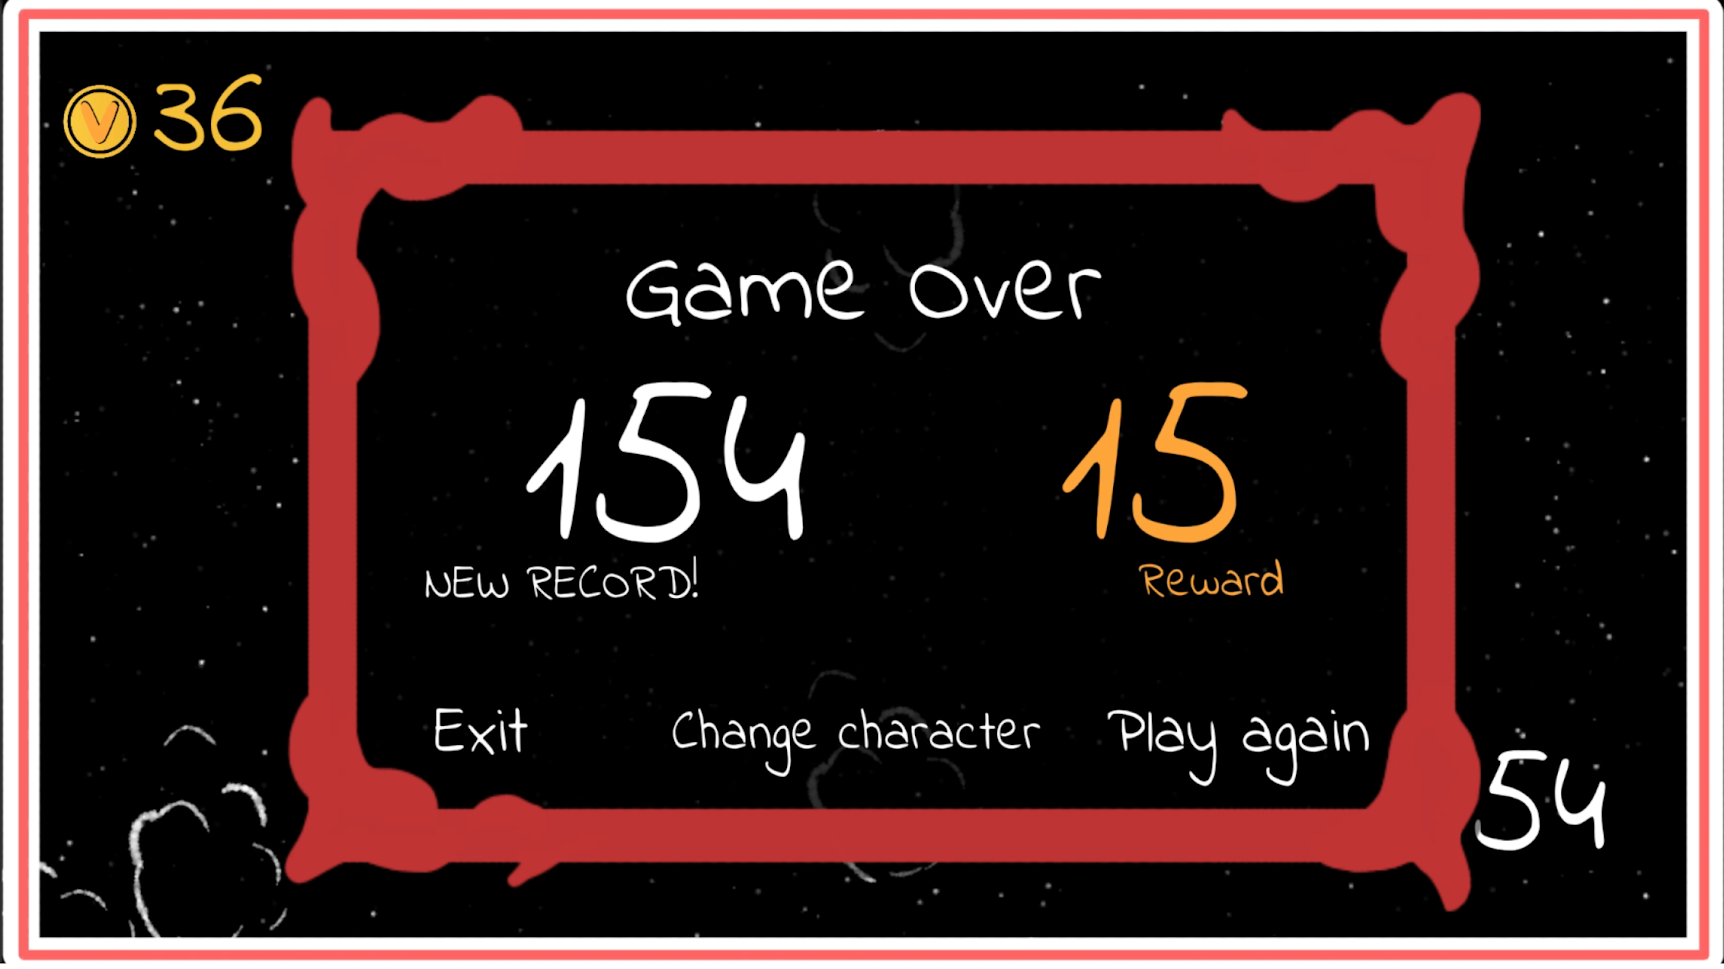 V 36
Game Over
154 15
NEW RECORD! Reward
Exit Change character Play again
54